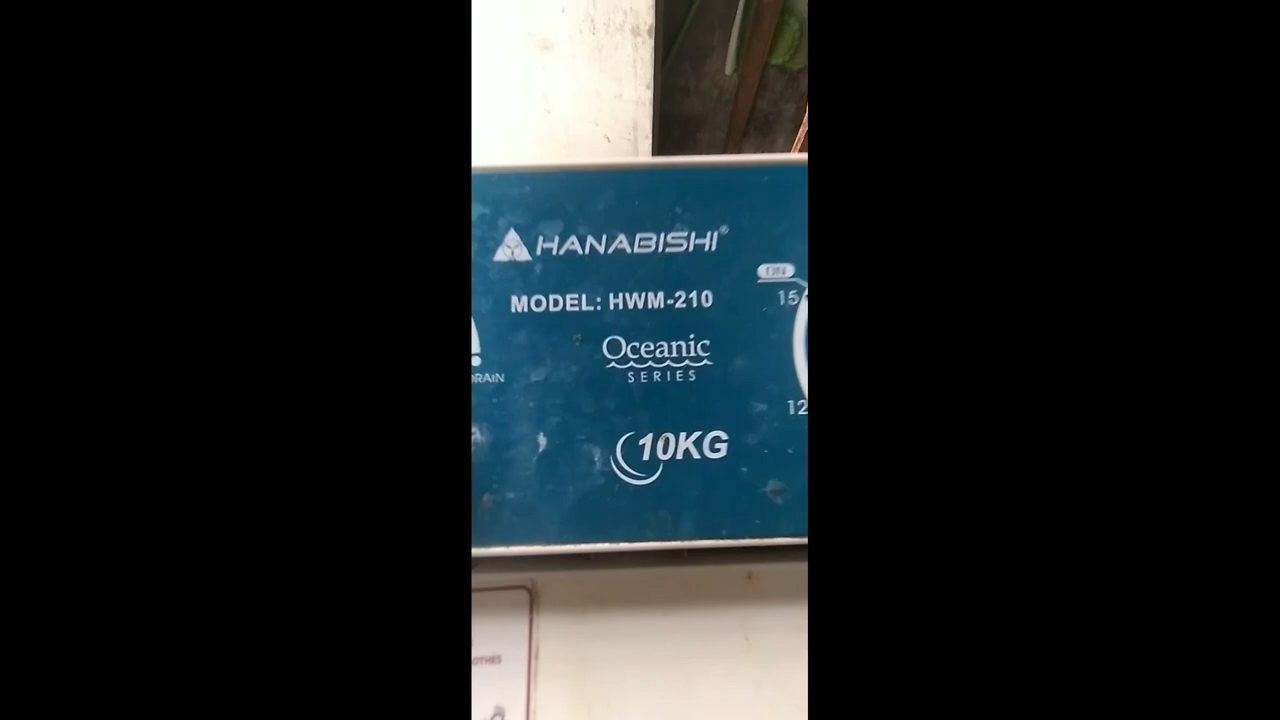 HANABISHI®
MODEL: HWM-210
15
Oceanic
SERIES
DRAIN
12
10KG